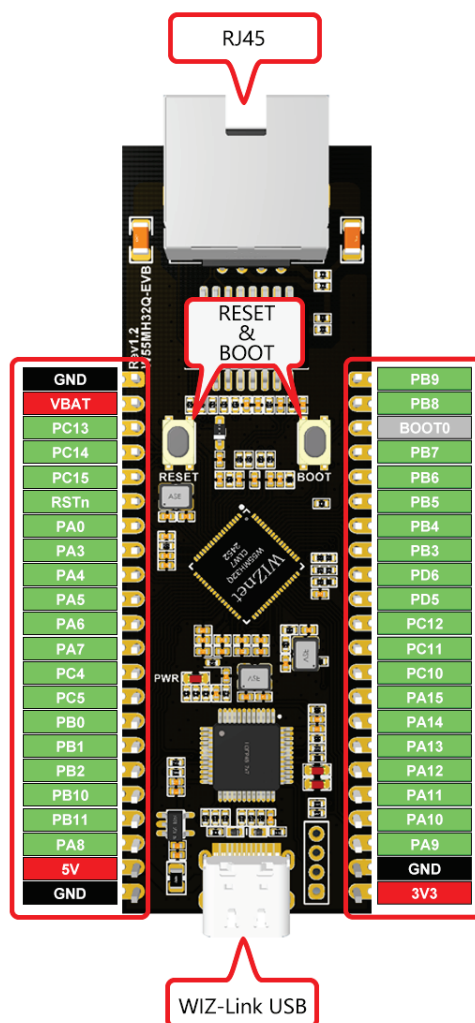 RJ45
Rev1.2
W55MH32Q-EVB
RESET
&
BOOT
GND
VBAT
PC13
PC14
PC15
RSTn
PA0
PA3
PA4
PA5
PA6
PA7
PC4
PC5
PB0
PB1
PB2
PB10
PB11
PA8
5V
GND
PB9
PB8
BOOT0
PB7
PB6
PB5
PB4
PB3
PD6
PD5
PC12
PC11
PC10
PA15
PA14
PA13
PA12
PA11
PA10
PA9
GND
3V3
RESET
BOOT
WIZnet
W55MH32Q
2452
PWR
WIZ-Link USB